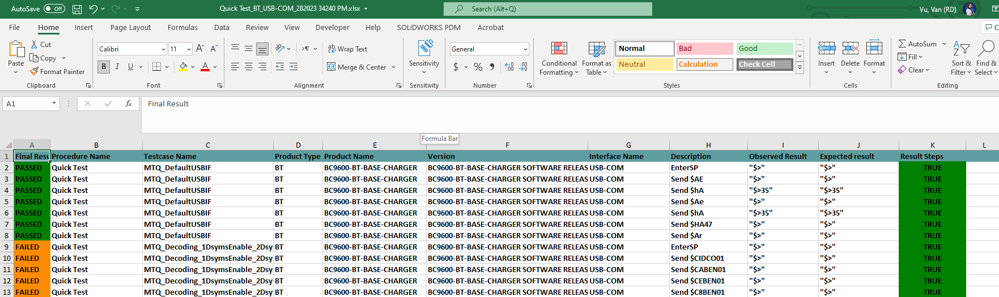 AutoSave Off Quick Test_BT_USB-COM_282023 34240 PM.xlsx Search (Alt+Q) Vu, Van (RD)
File Home Insert Page Layout Formulas Data Review View Developer Help SOLIDWORKS PDM Acrobat
Paste Cut Copy Format Painter
Clipboard
Calibri 11 A A
B I U A
Font
ab Wrap Text
Merge & Center
Alignment
Sensitivity
Sensitivity
General
$ %
Number
Conditional Formatting
Format as Table
Normal Bad Good
Neutral Calculation Check Cell
Styles
Insert Delete Format
Cells
AutoSum
Fill
Clear
Sort & Filter
Find & Select
Editing
A1 fx Final Result
Formula Bar
A B C D E F G H I J K L
1 Final Resu Procedure Name Testcase Name Product Type Product Name Version Interface Name Description Observed Result Expected result Result Steps
2 PASSED Quick Test MTQ_DefaultUSBIF BT BC9600-BT-BASE-CHARGER BC9600-BT-BASE-CHARGER SOFTWARE RELEAS USB-COM EnterSP "$>" "$>" TRUE
3 PASSED Quick Test MTQ_DefaultUSBIF BT BC9600-BT-BASE-CHARGER BC9600-BT-BASE-CHARGER SOFTWARE RELEAS USB-COM Send $AE "$>" "$>" TRUE
4 PASSED Quick Test MTQ_DefaultUSBIF BT BC9600-BT-BASE-CHARGER BC9600-BT-BASE-CHARGER SOFTWARE RELEAS USB-COM Send $hA "$>35" "$>35" TRUE
5 PASSED Quick Test MTQ_DefaultUSBIF BT BC9600-BT-BASE-CHARGER BC9600-BT-BASE-CHARGER SOFTWARE RELEAS USB-COM Send $Ae "$>" "$>" TRUE
6 PASSED Quick Test MTQ_DefaultUSBIF BT BC9600-BT-BASE-CHARGER BC9600-BT-BASE-CHARGER SOFTWARE RELEAS USB-COM Send $hA "$>35" "$>35" TRUE
7 PASSED Quick Test MTQ_DefaultUSBIF BT BC9600-BT-BASE-CHARGER BC9600-BT-BASE-CHARGER SOFTWARE RELEAS USB-COM Send $HA47 "$>" "$>" TRUE
8 PASSED Quick Test MTQ_DefaultUSBIF BT BC9600-BT-BASE-CHARGER BC9600-BT-BASE-CHARGER SOFTWARE RELEAS USB-COM Send $Ar "$>" "$>" TRUE
9 FAILED Quick Test MTQ_Decoding_1DsymsEnable_2Dsy BT BC9600-BT-BASE-CHARGER BC9600-BT-BASE-CHARGER SOFTWARE RELEAS USB-COM EnterSP "$>" "$>" TRUE
10 FAILED Quick Test MTQ_Decoding_1DsymsEnable_2Dsy BT BC9600-BT-BASE-CHARGER BC9600-BT-BASE-CHARGER SOFTWARE RELEAS USB-COM Send $CIDCO01 "$>" "$>" TRUE
11 FAILED Quick Test MTQ_Decoding_1DsymsEnable_2Dsy BT BC9600-BT-BASE-CHARGER BC9600-BT-BASE-CHARGER SOFTWARE RELEAS USB-COM Send $CABEN01 "$>" "$>" TRUE
12 FAILED Quick Test MTQ_Decoding_1DsymsEnable_2Dsy BT BC9600-BT-BASE-CHARGER BC9600-BT-BASE-CHARGER SOFTWARE RELEAS USB-COM Send $CEBEN01 "$>" "$>" TRUE
13 FAILED Quick Test MTQ_Decoding_1DsymsEnable_2Dsy BT BC9600-BT-BASE-CHARGER BC9600-BT-BASE-CHARGER SOFTWARE RELEAS USB-COM Send $C8BEN01 "$>" "$>" TRUE